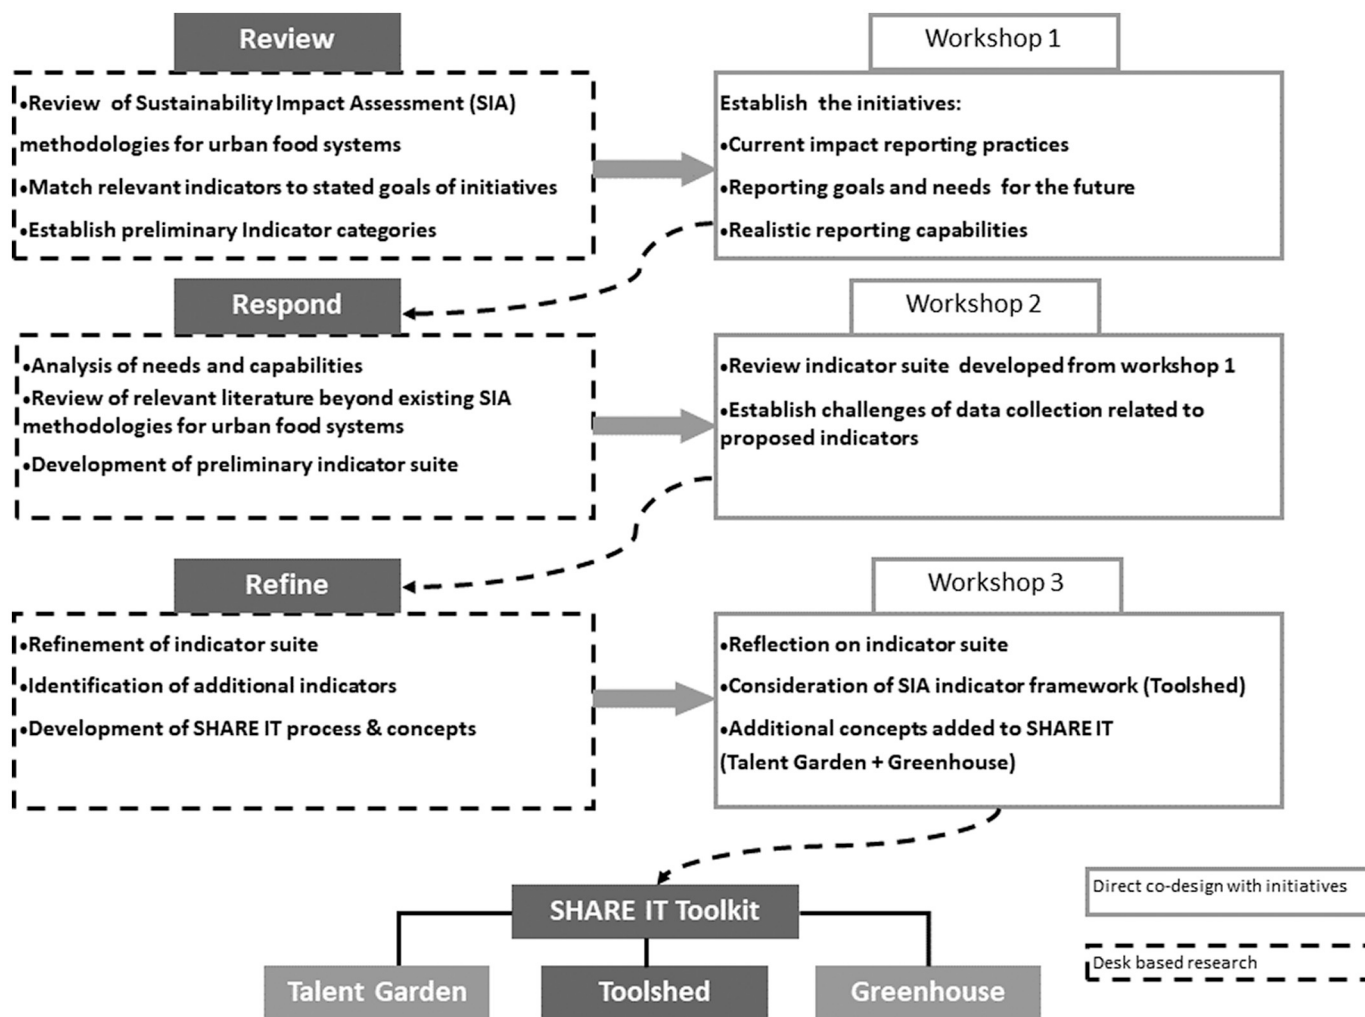 Review
•Review of Sustainability Impact Assessment (SIA)
methodologies for urban food systems
•Match relevant indicators to stated goals of initiatives
•Establish preliminary Indicator categories
Workshop 1
Establish the initiatives:
•Current impact reporting practices
•Reporting goals and needs for the future
•Realistic reporting capabilities
Respond
•Analysis of needs and capabilities
•Review of relevant literature beyond existing SIA
methodologies for urban food systems
•Development of preliminary indicator suite
Workshop 2
•Review indicator suite developed from workshop 1
•Establish challenges of data collection related to
proposed indicators
Refine
•Refinement of indicator suite
•Identification of additional indicators
•Development of SHARE IT process & concepts
Workshop 3
•Reflection on indicator suite
•Consideration of SIA indicator framework (Toolshed)
•Additional concepts added to SHARE IT
(Talent Garden + Greenhouse)
SHARE IT Toolkit
Talent Garden
Toolshed
Greenhouse
Direct co-design with initiatives
Desk based research